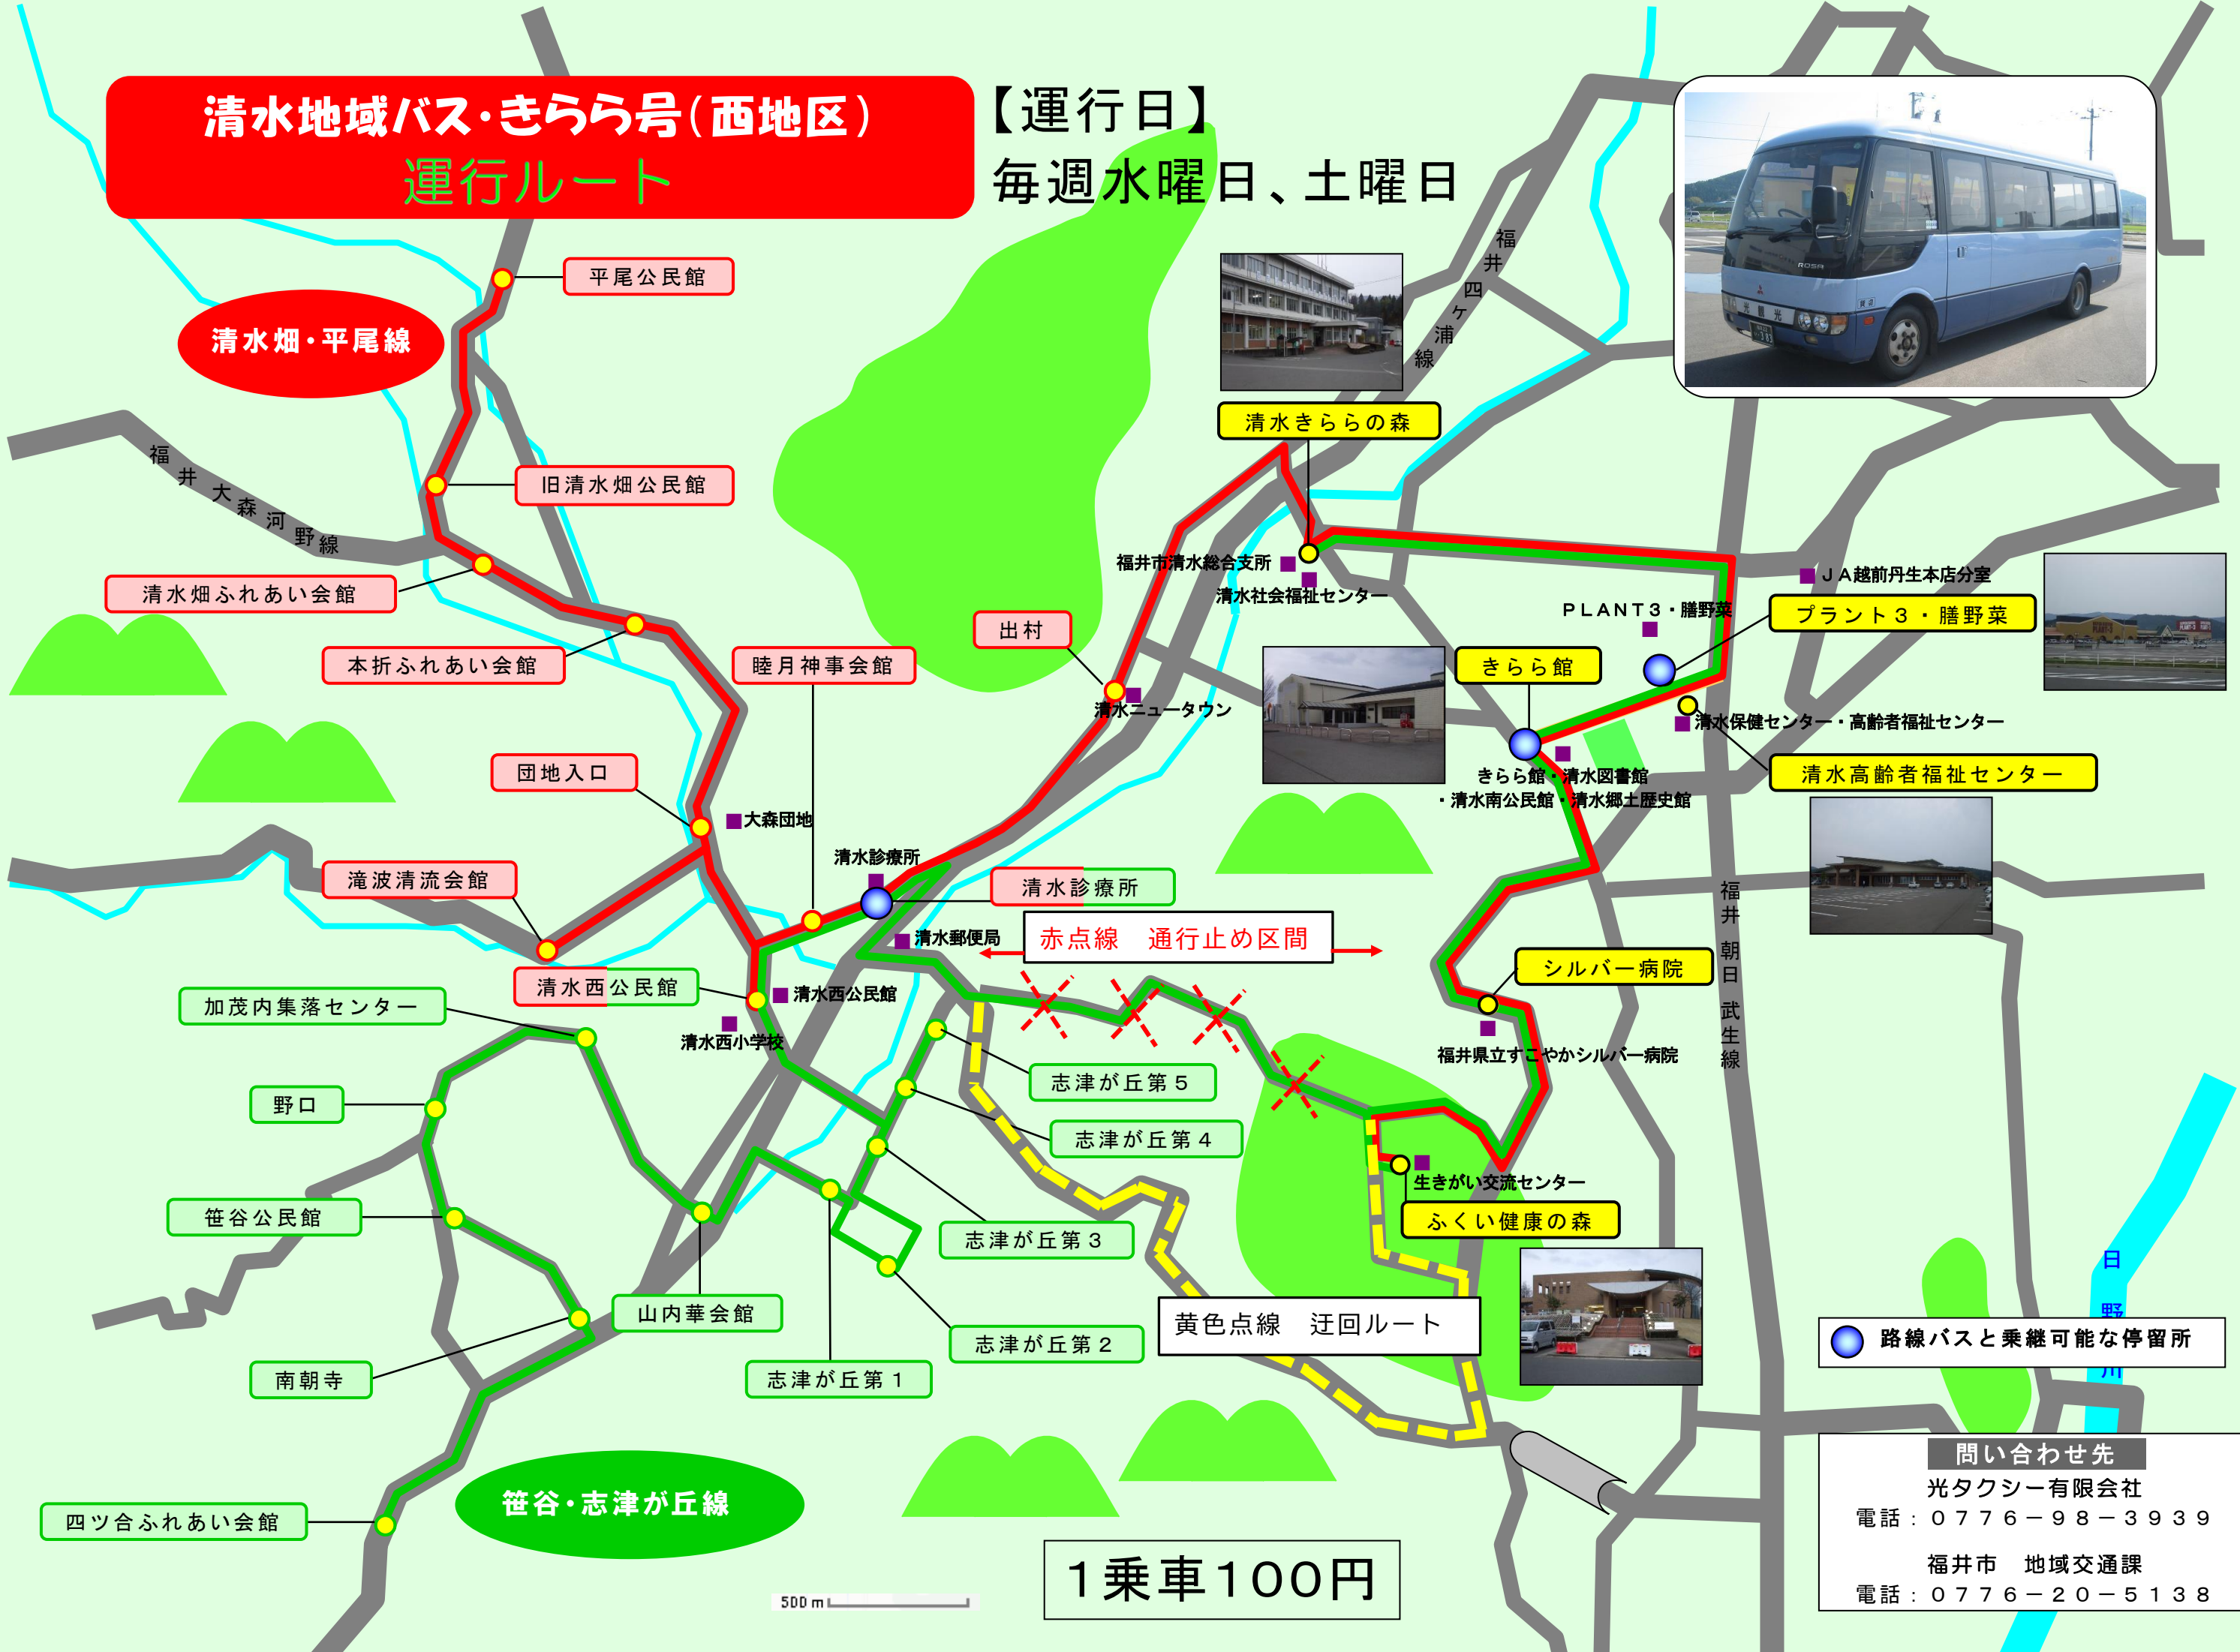 清水地域バス・きらら号(西地区)
運行ルート
【運行日】
毎週水曜日、土曜日
平尾公民館
清水畑・平尾線
旧清水畑公民館
福井大森河野線
清水畑ふれあい会館
本折ふれあい会館
睦月神事会館
出村
清水ニュータウン
団地入口
大森団地
滝波清流会館
清水診療所
清水診療所
清水郵便局
清水西公民館
清水西公民館
清水西小学校
福井四ヶ浦線
清水きららの森
福井市清水総合支所
清水社会福祉センター
ROSA
ＪＡ越前丹生本店分室
ＰＬＡＮＴ３・膳野菜
プラント３・膳野菜
きらら館
清水保健センター・高齢者福祉センター
清水高齢者福祉センター
きらら館・清水図書館
・清水南公民館・清水郷土歴史館
福井朝日武生線
赤点線　通行止め区間
シルバー病院
福井県立すこやかシルバー病院
生きがい交流センター
ふくい健康の森
加茂内集落センター
野口
笹谷公民館
南朝寺
四ツ合ふれあい会館
山内華会館
志津が丘第５
志津が丘第４
志津が丘第３
志津が丘第２
志津が丘第１
笹谷・志津が丘線
黄色点線　迂回ルート
日野川
路線バスと乗継可能な停留所
500m
１乗車１００円
問い合わせ先
光タクシー有限会社
電話：０７７６－９８－３９３９
福井市　地域交通課
電話：０７７６－２０－５１３８